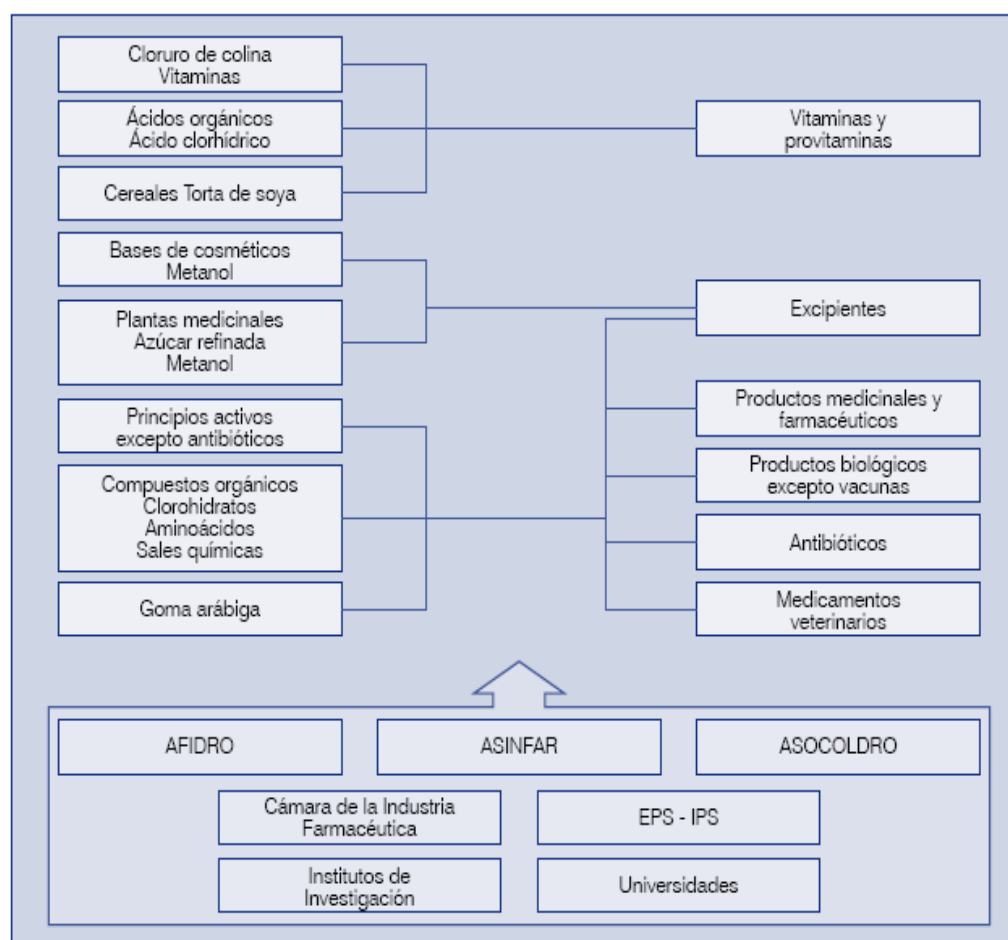 Cloruro de colina
Vitaminas
Ácidos orgánicos
Ácido clorhídrico
Cereales Torta de soya
Bases de cosméticos
Metanol
Plantas medicinales
Azúcar refinada
Metanol
Principios activos
excepto antibióticos
Compuestos orgánicos
Clorohidratos
Aminoácidos
Sales químicas
Goma arábiga
Vitaminas y
provitaminas
Excipientes
Productos medicinales y
farmacéuticos
Productos biológicos
excepto vacunas
Antibióticos
Medicamentos
veterinarios
AFIDRO
ASINFAR
ASOCOLDRO
Cámara de la Industria
Farmacéutica
EPS - IPS
Institutos de
Investigación
Universidades